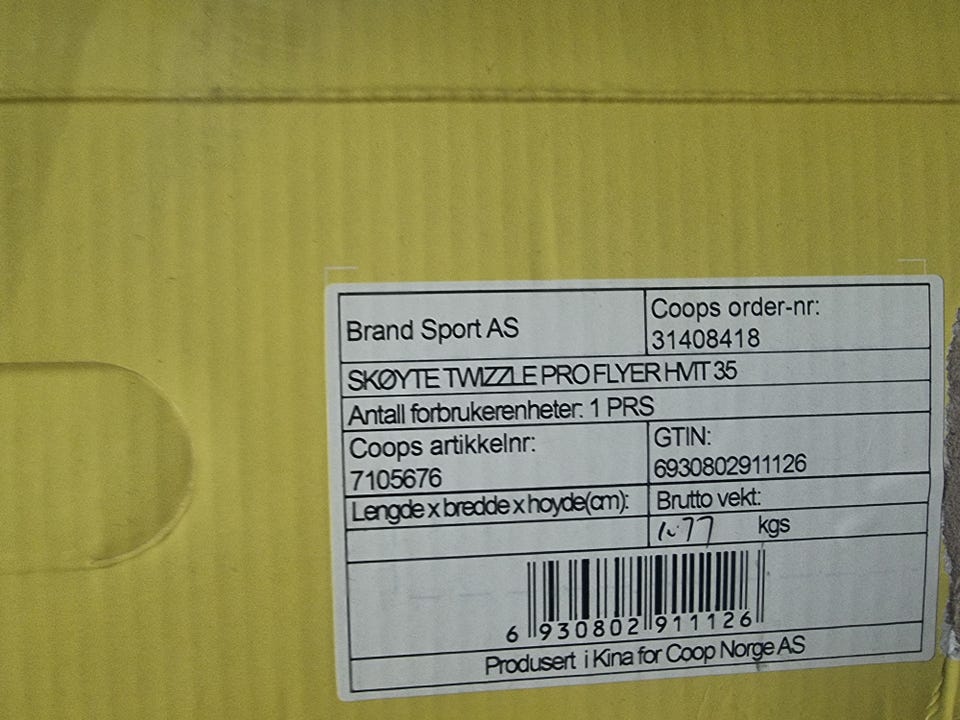 Brand Sport AS
Coops order-nr:
31408418
SKØYTE TWIZZLE PRO FLYER HVIT 35
Antall forbrukerenheter: 1 PRS
Coops artikkelnr:
7105676
GTIN:
6930802911126
Lengde x bredde x hoyde(cm):
Brutto vekt:
1.77 kgs
6 930802 911126
Produsert i Kina for Coop Norge AS